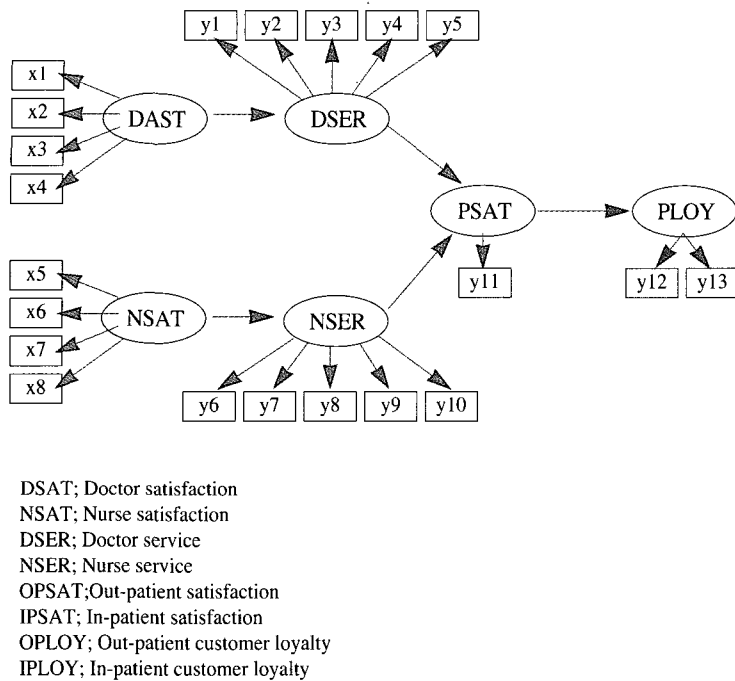 y1 y2 y3 y4 y5
x1
x2
x3
x4
DAST
DSER
PSAT
PLOY
y11
y12 y13
x5
x6
x7
x8
NSAT
NSER
y6 y7 y8 y9 y10
DSAT; Doctor satisfaction
NSAT; Nurse satisfaction
DSER; Doctor service
NSER; Nurse service
OPSAT;Out-patient satisfaction
IPSAT; In-patient satisfaction
OPLOY; Out-patient customer loyalty
IPLOY; In-patient customer loyalty